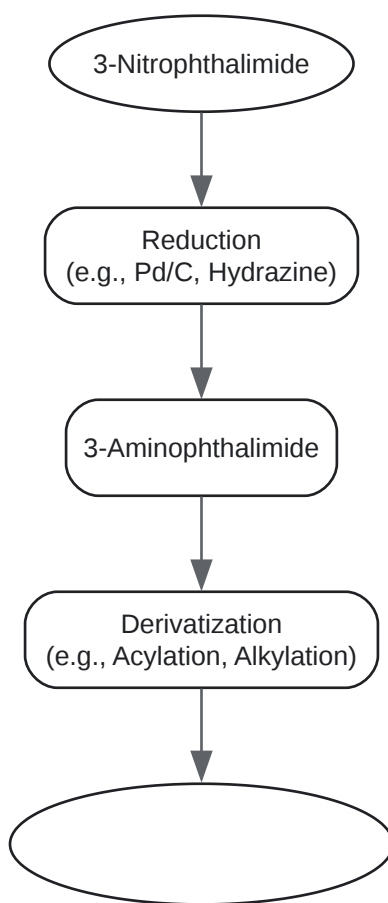 3-Nitrophthalimide
Reduction
(e.g., Pd/C, Hydrazine)
3-Aminophthalimide
Derivatization
(e.g., Acylation, Alkylation)